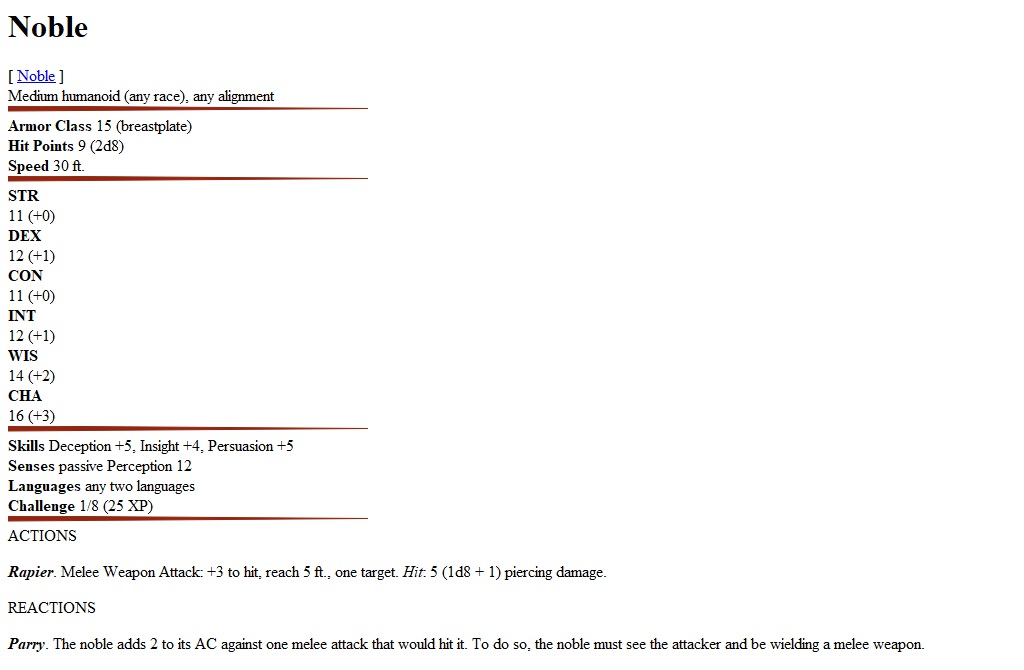 Noble
[ Noble ]
Medium humanoid (any race), any alignment
Armor Class 15 (breastplate)
Hit Points 9 (2d8)
Speed 30 ft.
STR
11 (+0)
DEX
12 (+1)
CON
11 (+0)
INT
12 (+1)
WIS
14 (+2)
CHA
16 (+3)
Skills Deception +5, Insight +4, Persuasion +5
Senses passive Perception 12
Languages any two languages
Challenge 1/8 (25 XP)
ACTIONS
Rapier. Melee Weapon Attack: +3 to hit, reach 5 ft., one target. Hit: 5 (1d8 + 1) piercing damage.
REACTIONS
Parry. The noble adds 2 to its AC against one melee attack that would hit it. To do so, the noble must see the attacker and be wielding a melee weapon.